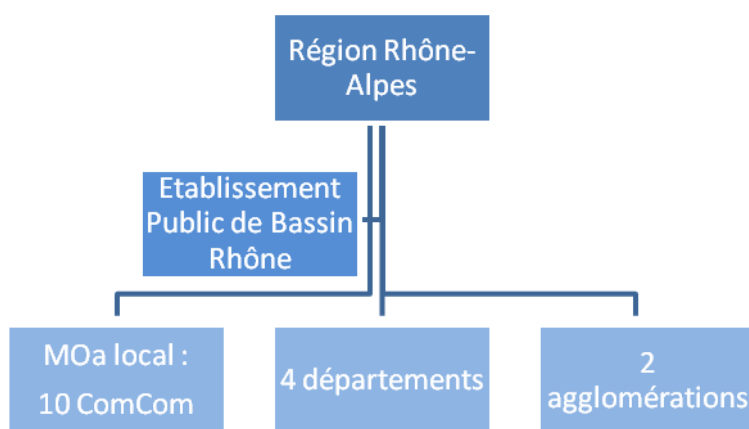 Région Rhône-
Alpes
Etablissement
Public de Bassin
Rhône
MOa local :
10 ComCom
4 départements
2
agglomérations